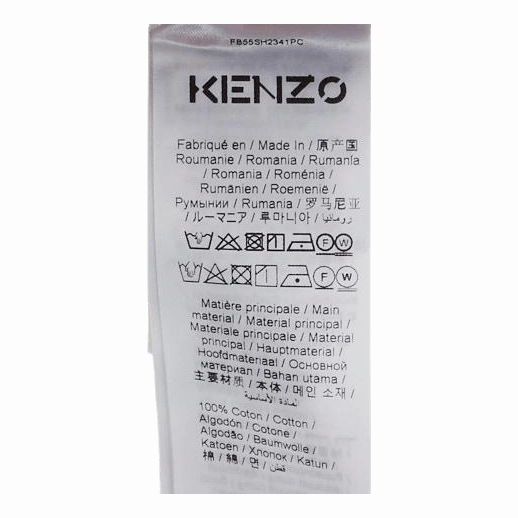 FB55SH2341PC
KENZO
Fabriqué en / Made In / 原产国
Roumanie / Romania / Rumanía
/ Romania / Roménia /
Rumänien / Roemenië /
Румынии / Rumania / 罗马尼亚
/ ルーマニア / 루마니아 / رومانيا
F W
F W
Matière principale / Main
material / Material principal /
Materiale principale / Material
principal / Hauptmaterial /
Hoofdmateriaal / Основной
материал / Bahan utama /
主要材质 / 本体 / 메인 소재 /
المادة الأساسية
100% Coton / Cotton /
Algodón / Cotone /
Algodão / Baumwolle /
Katoen / Хлопок / Katun /
棉 / 綿 / 면 / قطن